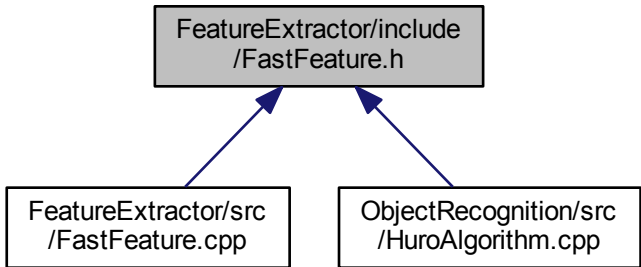 FeatureExtractor/include
/FastFeature.h
FeatureExtractor/src
/FastFeature.cpp
ObjectRecognition/src
/HuroAlgorithm.cpp